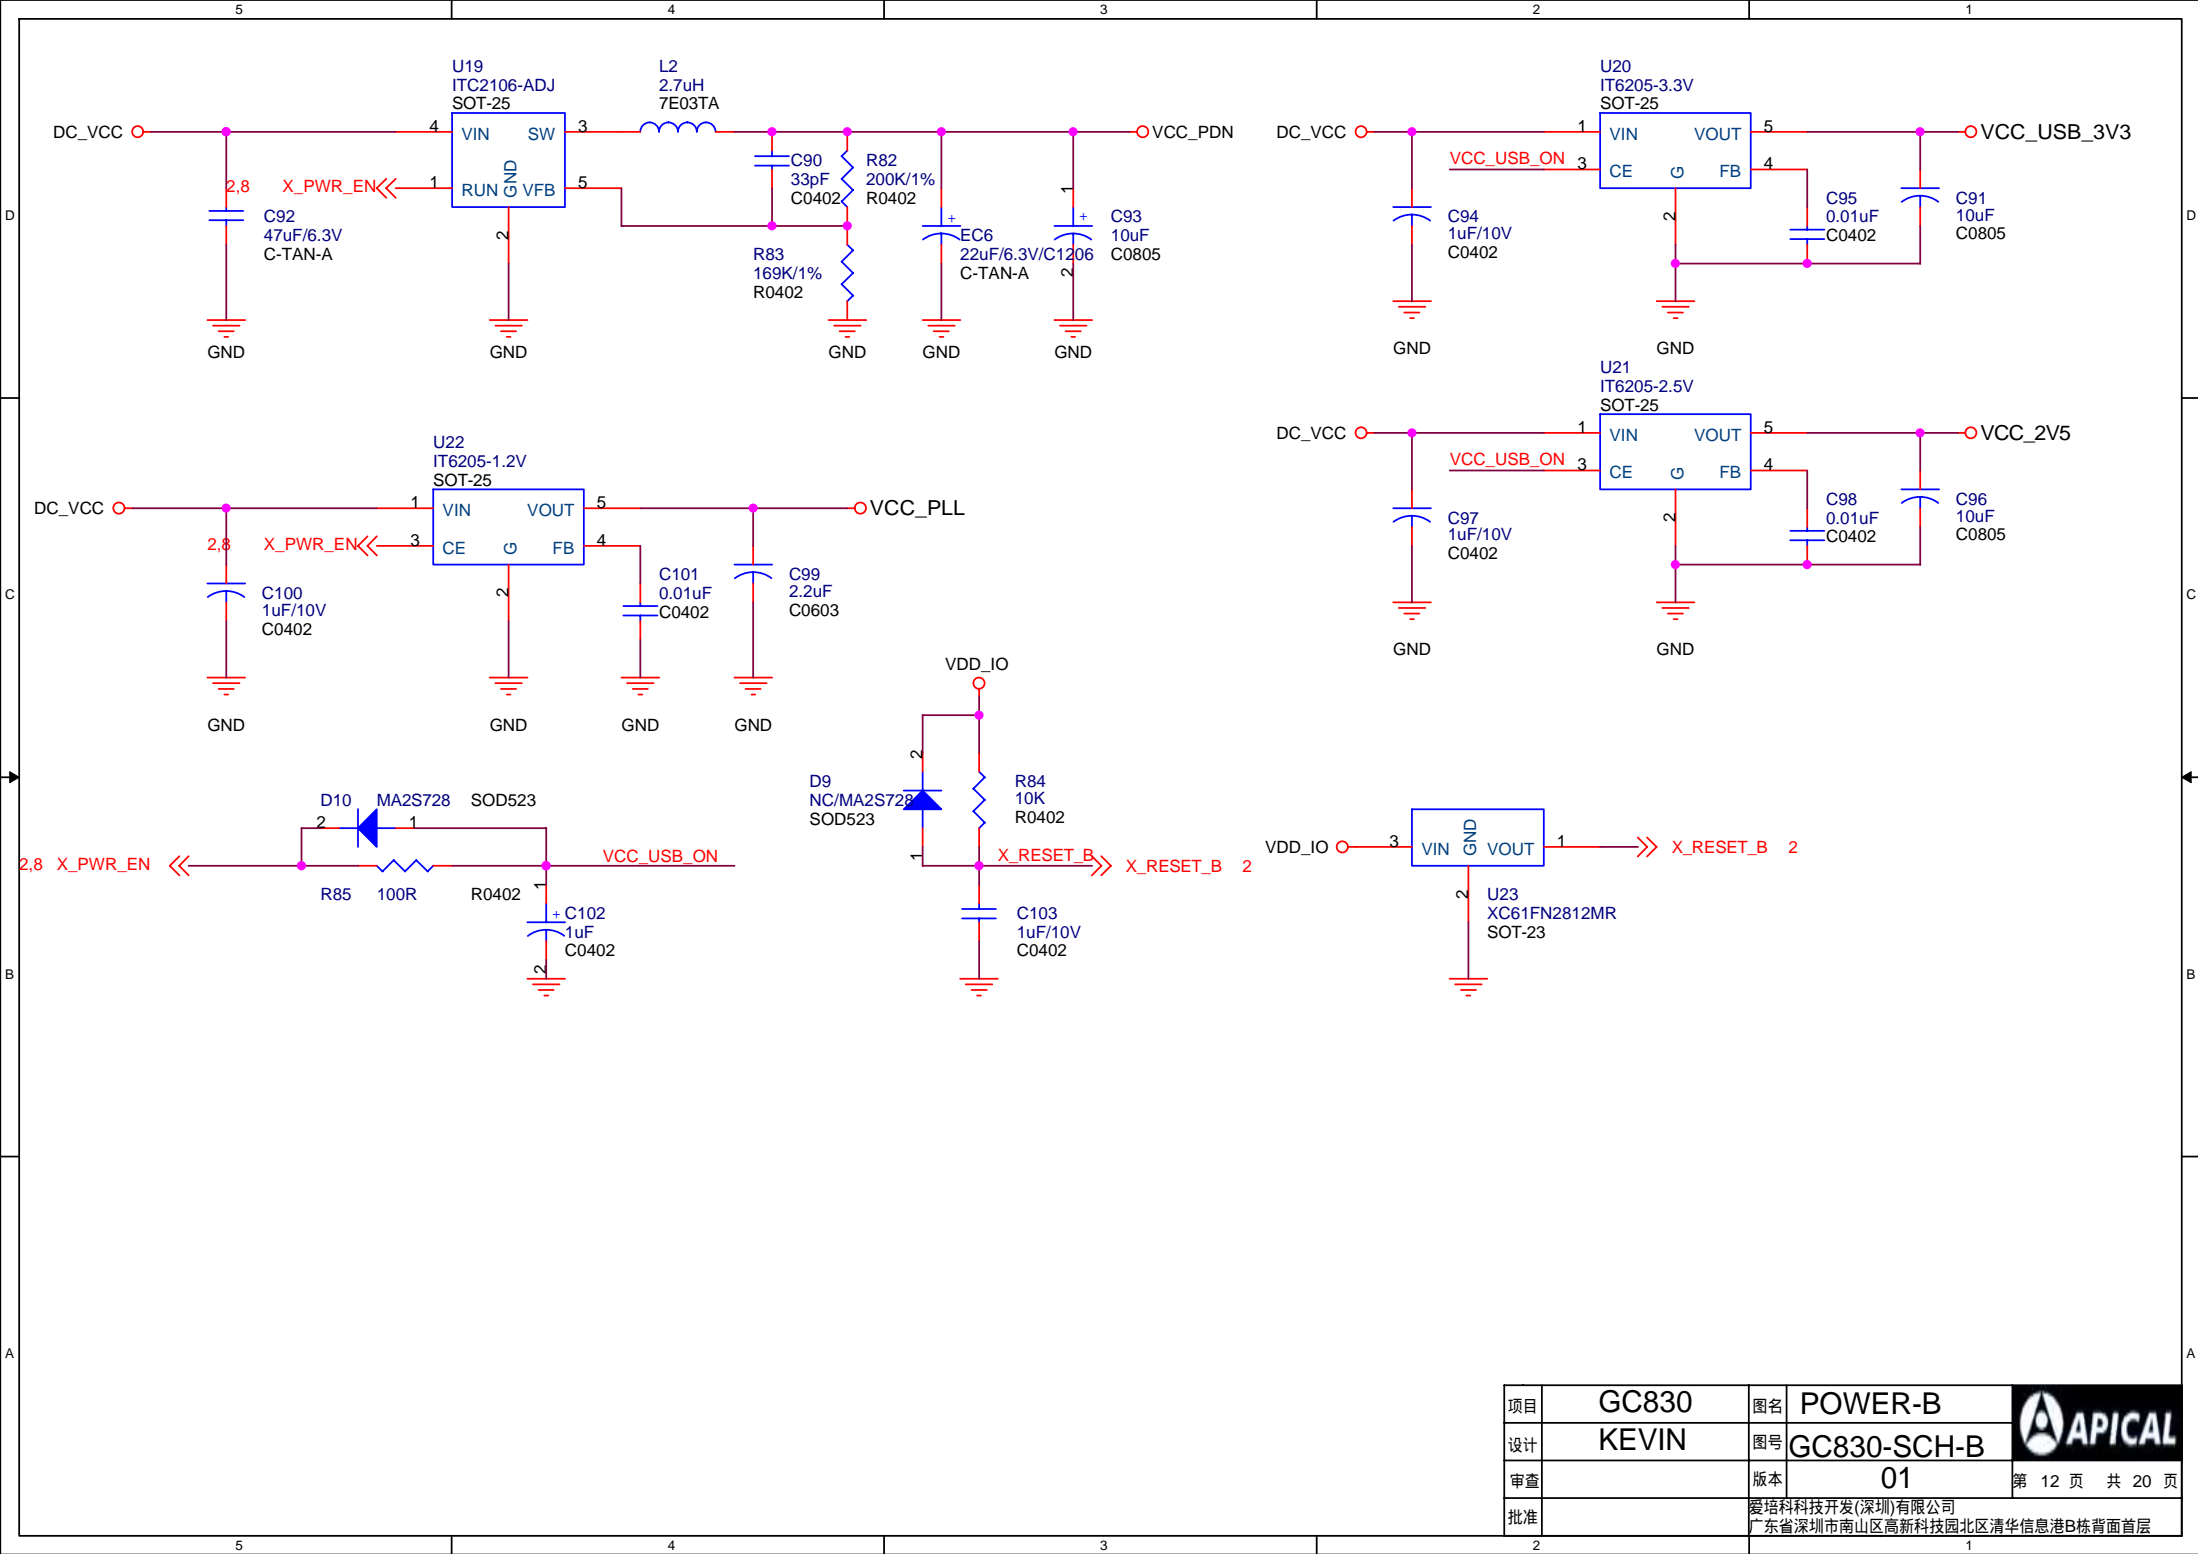 5 4 3 2 1
U19
ITC2106-ADJ
SOT-25
DC_VCC
4 VIN SW 3
1 RUN GND VFB 5
2
2,8 X_PWR_EN
C92
47uF/6.3V
C-TAN-A
GND
GND
L2
2.7uH
7E03TA
C90
33pF
C0402
R82
200K/1%
R0402
R83
169K/1%
R0402
GND
+
EC6
22uF/6.3V/C1206
C-TAN-A
GND
1
+
2
C93
10uF
C0805
GND
VCC_PDN
U20
IT6205-3.3V
SOT-25
DC_VCC
1 VIN VOUT 5
VCC_USB_ON 3 CE G FB 4
2
VCC_USB_3V3
C94
1uF/10V
C0402
C95
0.01uF
C0402
C91
10uF
C0805
GND
GND
D
D
U21
IT6205-2.5V
SOT-25
DC_VCC
1 VIN VOUT 5
VCC_USB_ON 3 CE G FB 4
2
VCC_2V5
C97
1uF/10V
C0402
C98
0.01uF
C0402
C96
10uF
C0805
GND
GND
U22
IT6205-1.2V
SOT-25
DC_VCC
1 VIN VOUT 5
2,8 X_PWR_EN 3 CE G FB 4
2
VCC_PLL
C100
1uF/10V
C0402
C101
0.01uF
C0402
C99
2.2uF
C0603
GND
GND
GND
GND
C
C
VDD_IO
2
D9
NC/MA2S728
SOD523
1
R84
10K
R0402
X_RESET_B
X_RESET_B 2
C103
1uF/10V
C0402
D10 MA2S728 SOD523
2 1
2,8 X_PWR_EN
VCC_USB_ON
R85 100R R0402
1
+
C102
1uF
C0402
2
VDD_IO 3 VIN GND VOUT 1 X_RESET_B 2
2
U23
XC61FN2812MR
SOT-23
B
B
A
A
项目 GC830 图名 POWER-B
设计 KEVIN 图号 GC830-SCH-B
APICAL
审查 版本 01 第 12 页 共 20 页
批准
爱培科科技开发(深圳)有限公司
广东省深圳市南山区高新科技园北区清华信息港B栋背面首层
5 4 3 2 1